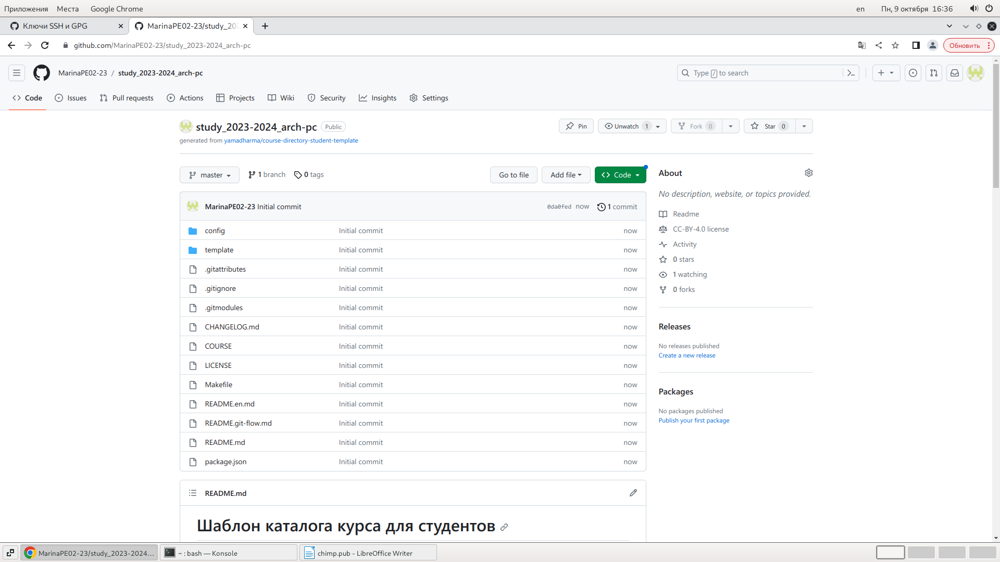 Приложения Места Google Chrome en Пн, 9 октября 16:36
Ключи SSH и GPG MarinaPE02-23/study_202
github.com/MarinaPE02-23/study_2023-2024_arch-pc Обновить
MarinaPE02-23 / study_2023-2024_arch-pc Type / to search
Code Issues Pull requests Actions Projects Wiki Security Insights Settings
study_2023-2024_arch-pc Public Pin Unwatch 1 Fork 0 Star 0
generated from yamadharma/course-directory-student-template
master 1 branch 0 tags Go to file Add file Code
MarinaPE02-23 Initial commit 0da0fed now 1 commit
config Initial commit now
template Initial commit now
.gitattributes Initial commit now
.gitignore Initial commit now
.gitmodules Initial commit now
CHANGELOG.md Initial commit now
COURSE Initial commit now
LICENSE Initial commit now
Makefile Initial commit now
README.en.md Initial commit now
README.git-flow.md Initial commit now
README.md Initial commit now
package.json Initial commit now
README.md
Шаблон каталога курса для студентов
About
No description, website, or topics provided.
Readme
CC-BY-4.0 license
Activity
0 stars
1 watching
0 forks
Releases
No releases published
Create a new release
Packages
No packages published
Publish your first package
MarinaPE02-23/study_2023-2024... ~ : bash — Konsole chimp.pub - LibreOffice Writer